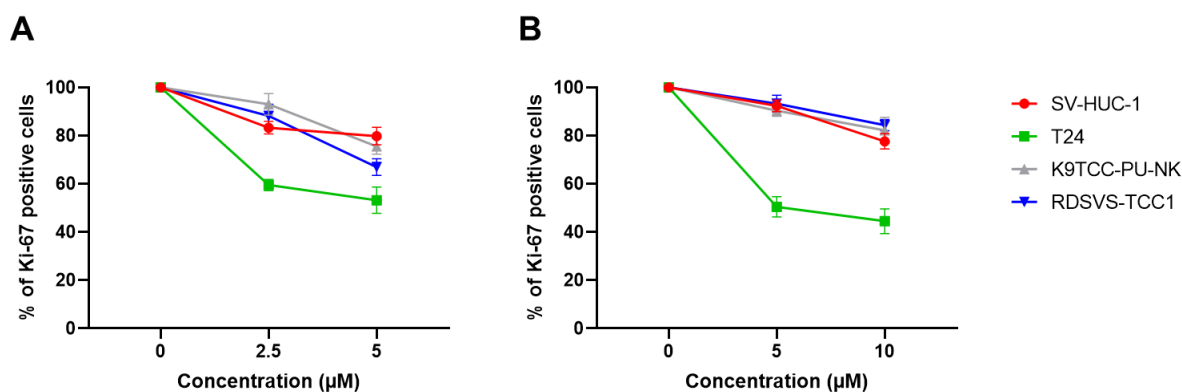 A
% of Ki-67 positive cells
100
80
60
40
20
0
0 2.5 5
Concentration (µM)
B
% of Ki-67 positive cells
100
80
60
40
20
0
0 5 10
Concentration (µM)
SV-HUC-1
T24
K9TCC-PU-NK
RDSVS-TCC1